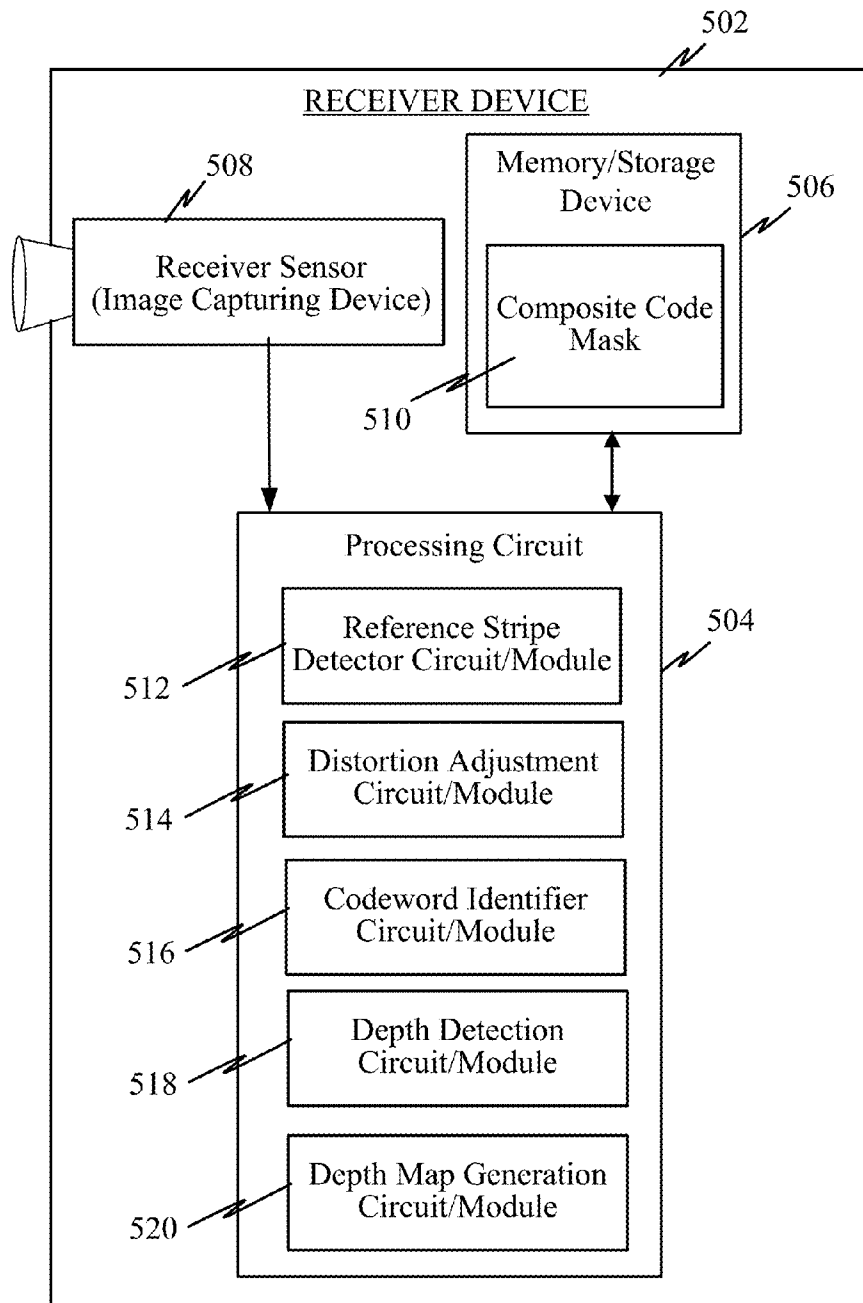 502
RECEIVER DEVICE
508
Receiver Sensor
(Image Capturing Device)
Memory/Storage
Device
506
Composite Code
Mask
510
Processing Circuit
504
Reference Stripe
Detector Circuit/Module
512
Distortion Adjustment
Circuit/Module
514
Codeword Identifier
Circuit/Module
516
Depth Detection
Circuit/Module
518
Depth Map Generation
Circuit/Module
520